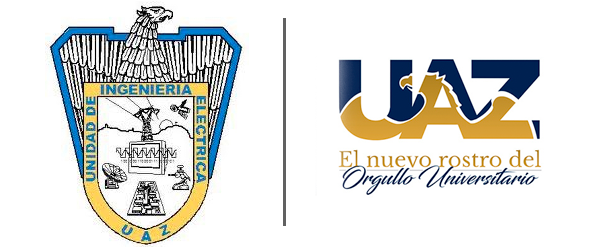 UNIDAD DE
INGENIERIA
ELECTRICA
UAZ
UAZ
El nuevo rostro del
Orgullo Universitario